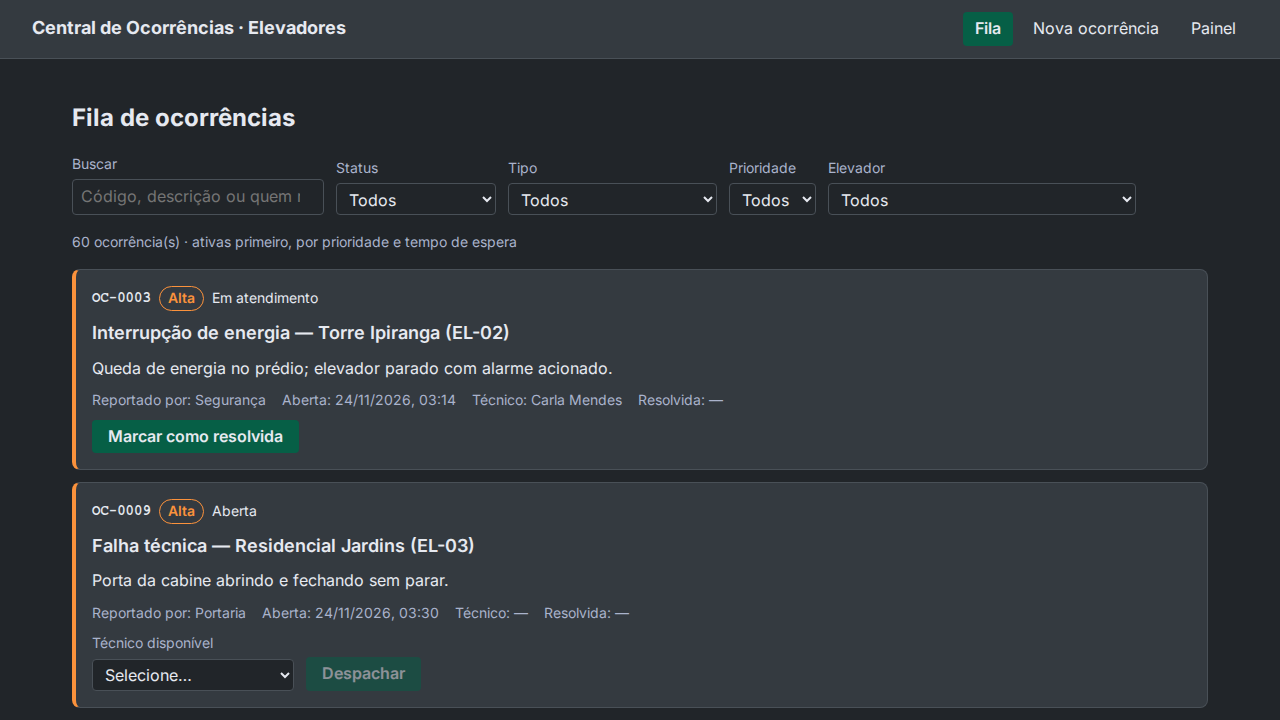 Central de Ocorrências · Elevadores
Fila
Nova ocorrência
Painel
Fila de ocorrências
Buscar
Status
Tipo
Prioridade
Elevador
Código, descrição ou quem r
Todos
Todos
Todos
Todos
60 ocorrência(s) · ativas primeiro, por prioridade e tempo de espera
OC-0003 Alta Em atendimento
Interrupção de energia — Torre Ipiranga (EL-02)
Queda de energia no prédio; elevador parado com alarme acionado.
Reportado por: Segurança Aberta: 24/11/2026, 03:14 Técnico: Carla Mendes Resolvida: —
Marcar como resolvida
OC-0009 Alta Aberta
Falha técnica — Residencial Jardins (EL-03)
Porta da cabine abrindo e fechando sem parar.
Reportado por: Portaria Aberta: 24/11/2026, 03:30 Técnico: — Resolvida: —
Técnico disponível
Selecione...
Despachar